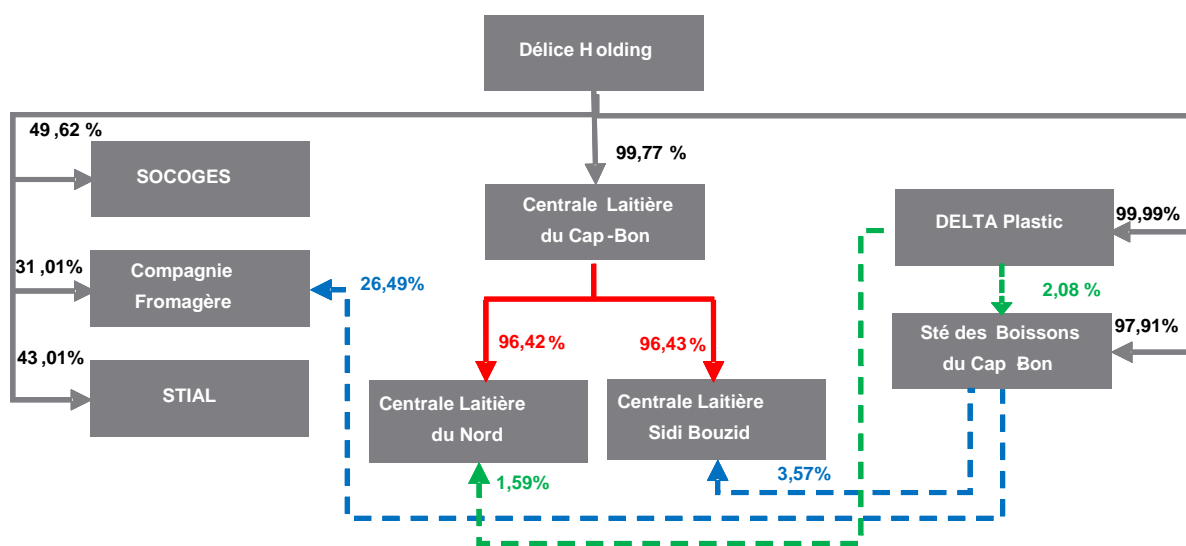 Délice Holding
49,62 %
99,77 %
SOCOGES
Centrale Laitière
du Cap-Bon
DELTA Plastic
99,99%
31,01%
Compagnie
Fromagère
26,49%
2,08 %
Sté des Boissons
du Cap Bon
97,91%
43,01%
STIAL
96,42%
96,43 %
Centrale Laitière
du Nord
Centrale Laitière
Sidi Bouzid
1,59%
3,57%